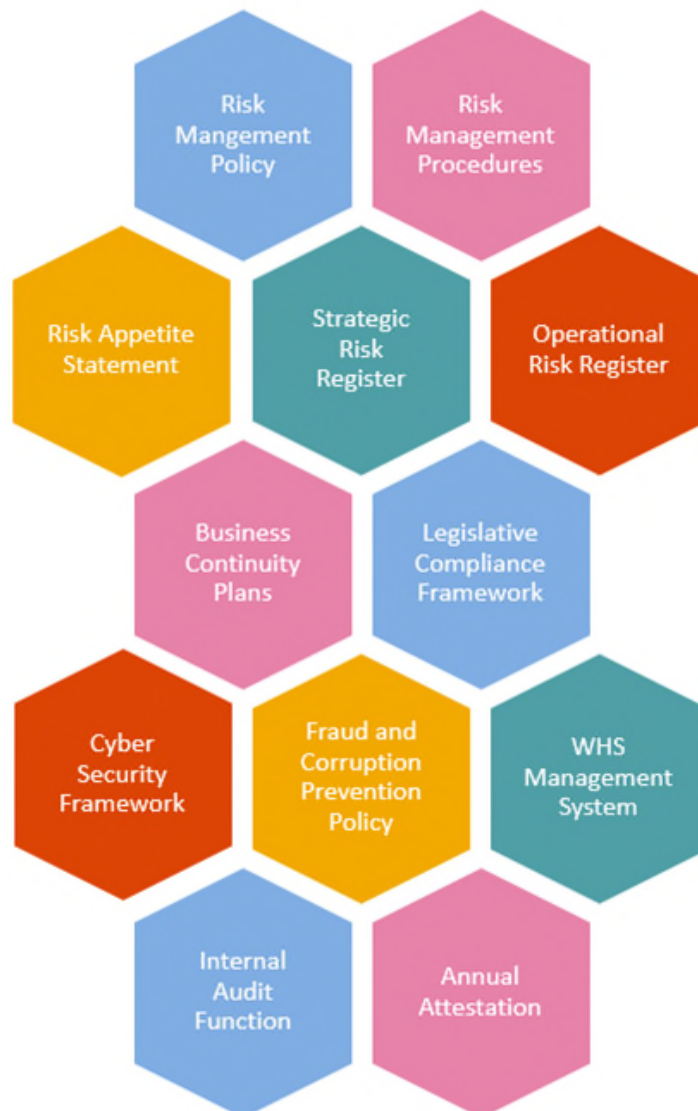 Risk
Mangement
Policy
Risk
Management
Procedures
Risk Appetite
Statement
Strategic
Risk
Register
Operational
Risk Register
Business
Continuity
Plans
Legislative
Compliance
Framework
Cyber
Security
Framework
Fraud and
Corruption
Prevention
Policy
WHS
Management
System
Internal
Audit
Function
Annual
Attestation